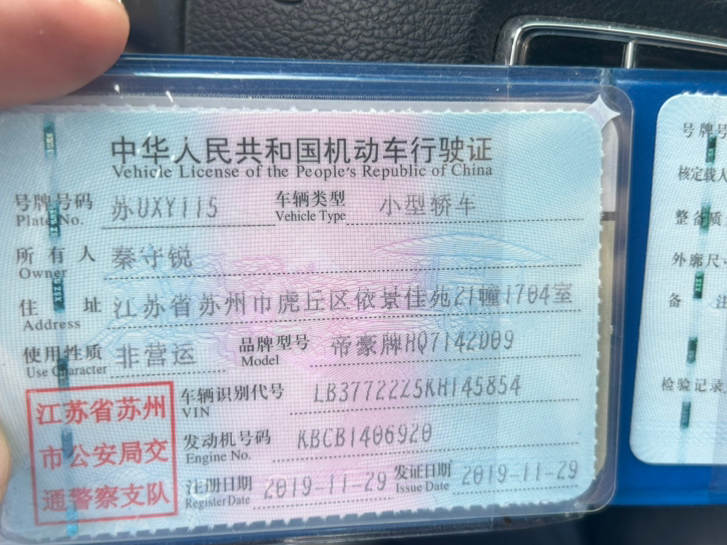 中华人民共和国机动车行驶证
Vehicle License of the People's Republic of China
号牌号码 苏UXY115 车辆类型 小型轿车
Plate No. Vehicle Type
所有人 秦守锐
Owner
住址 江苏省苏州市虎丘区依景佳苑21幢1704室
Address
使用性质 非营运 品牌型号 帝豪牌HQ7142D09
Use Character Model
江苏省苏州
市公安局交
通警察支队
车辆识别代号 LB37722Z5KH145854
VIN
发动机号码 KBCB1406920
Engine No.
注册日期 2019-11-29 发证日期 2019-11-29
Register Date Issue Date
号牌号
核定载人
整备质
外廓尺寸
备 注
检验记录